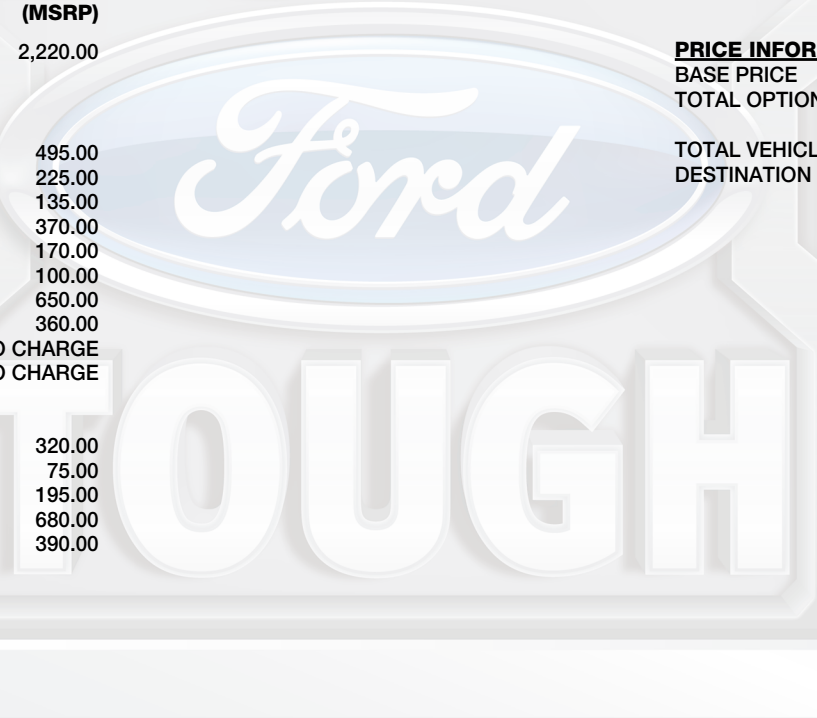 (MSRP)
2,220.00
495.00
225.00
135.00
370.00
170.00
100.00
650.00
360.00
O CHARGE
O CHARGE
320.00
75.00
195.00
680.00
390.00
PRICE INFOR
BASE PRICE
TOTAL OPTION
TOTAL VEHICL
DESTINATION
Ford
TOUGH